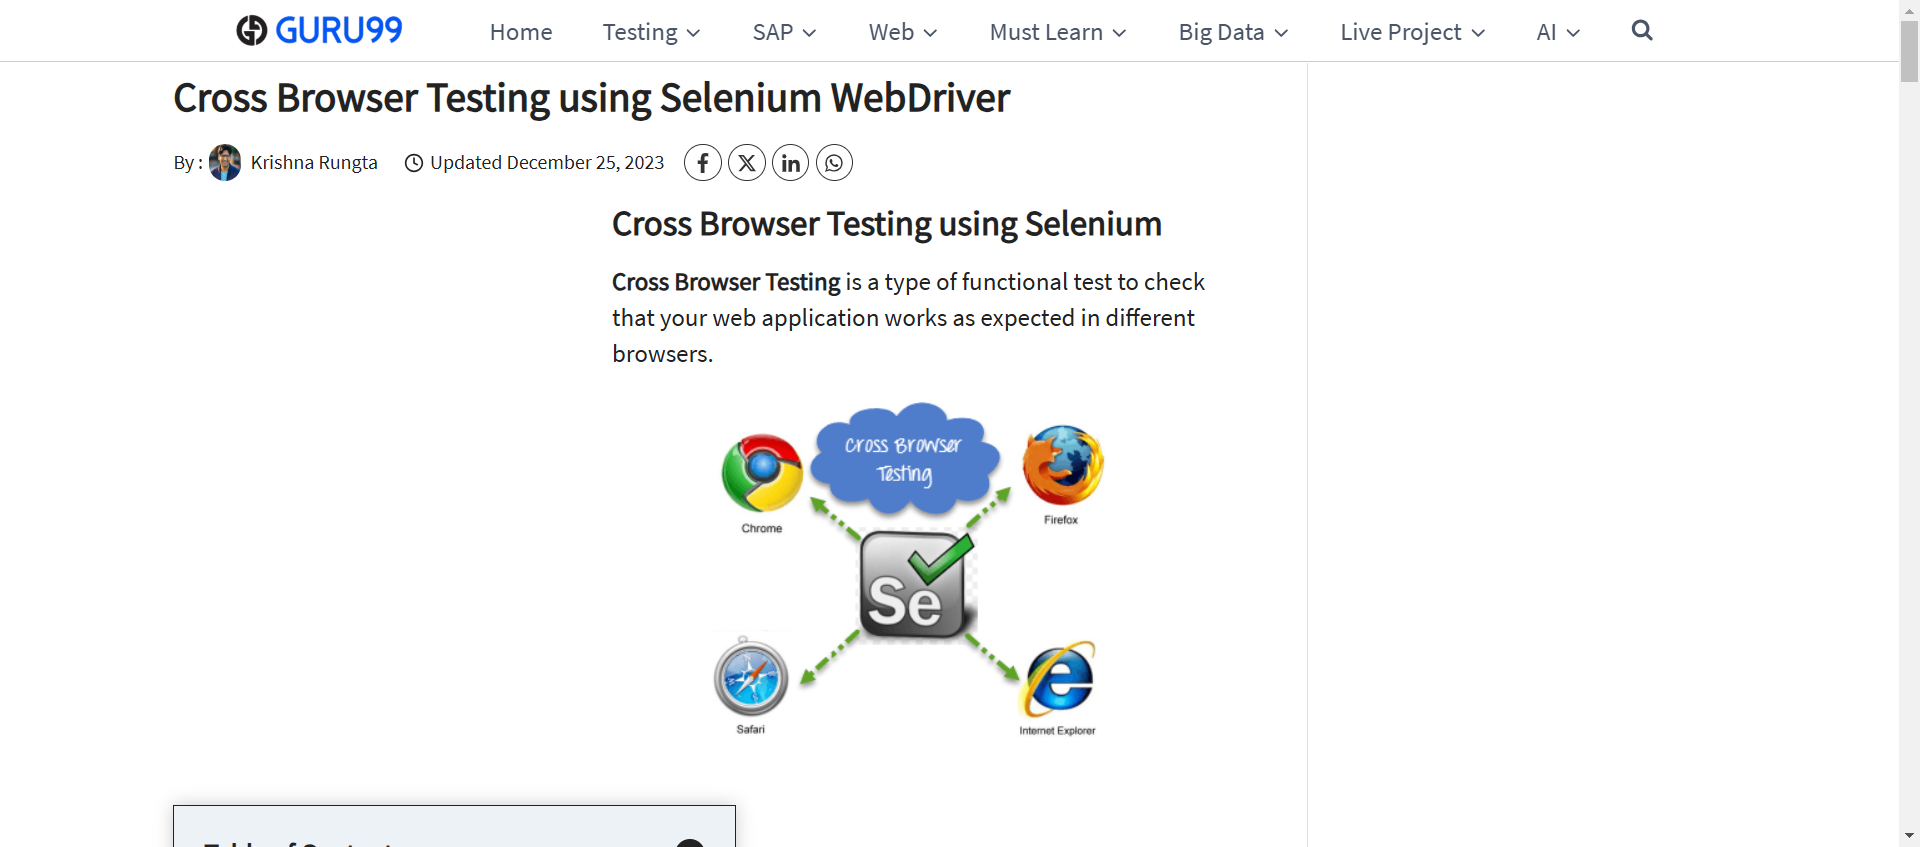 GURU99 Home Testing SAP Web Must Learn Big Data Live Project AI
Cross Browser Testing using Selenium WebDriver
By : Krishna Rungta Updated December 25, 2023
Cross Browser Testing using Selenium
Cross Browser Testing is a type of functional test to check
that your web application works as expected in different
browsers.
Cross Browser
Testing
Chrome
Firefox
Se
Safari
Internet Explorer
Table of Content